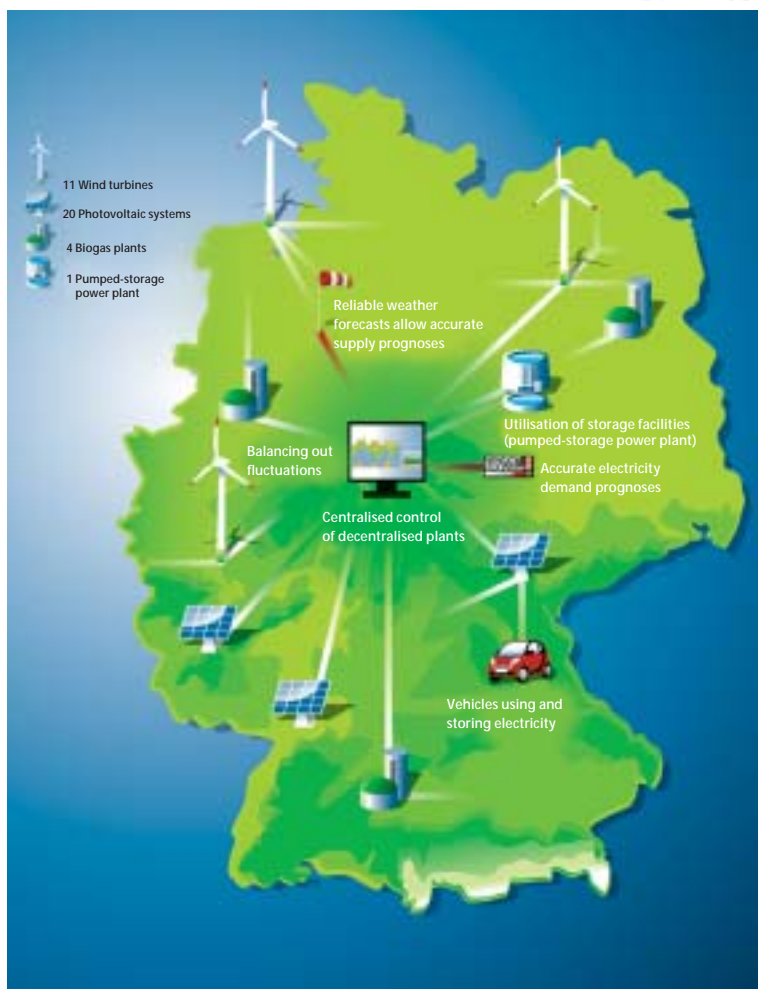 11 Wind turbines
20 Photovoltaic systems
4 Biogas plants
1 Pumped-storage
power plant
Reliable weather
forecasts allow accurate
supply prognoses
Utilisation of storage facilities
(pumped-storage power plant)
Balancing out
fluctuations
Accurate electricity
demand prognoses
Centralised control
of decentralised plants
Vehicles using and
storing electricity